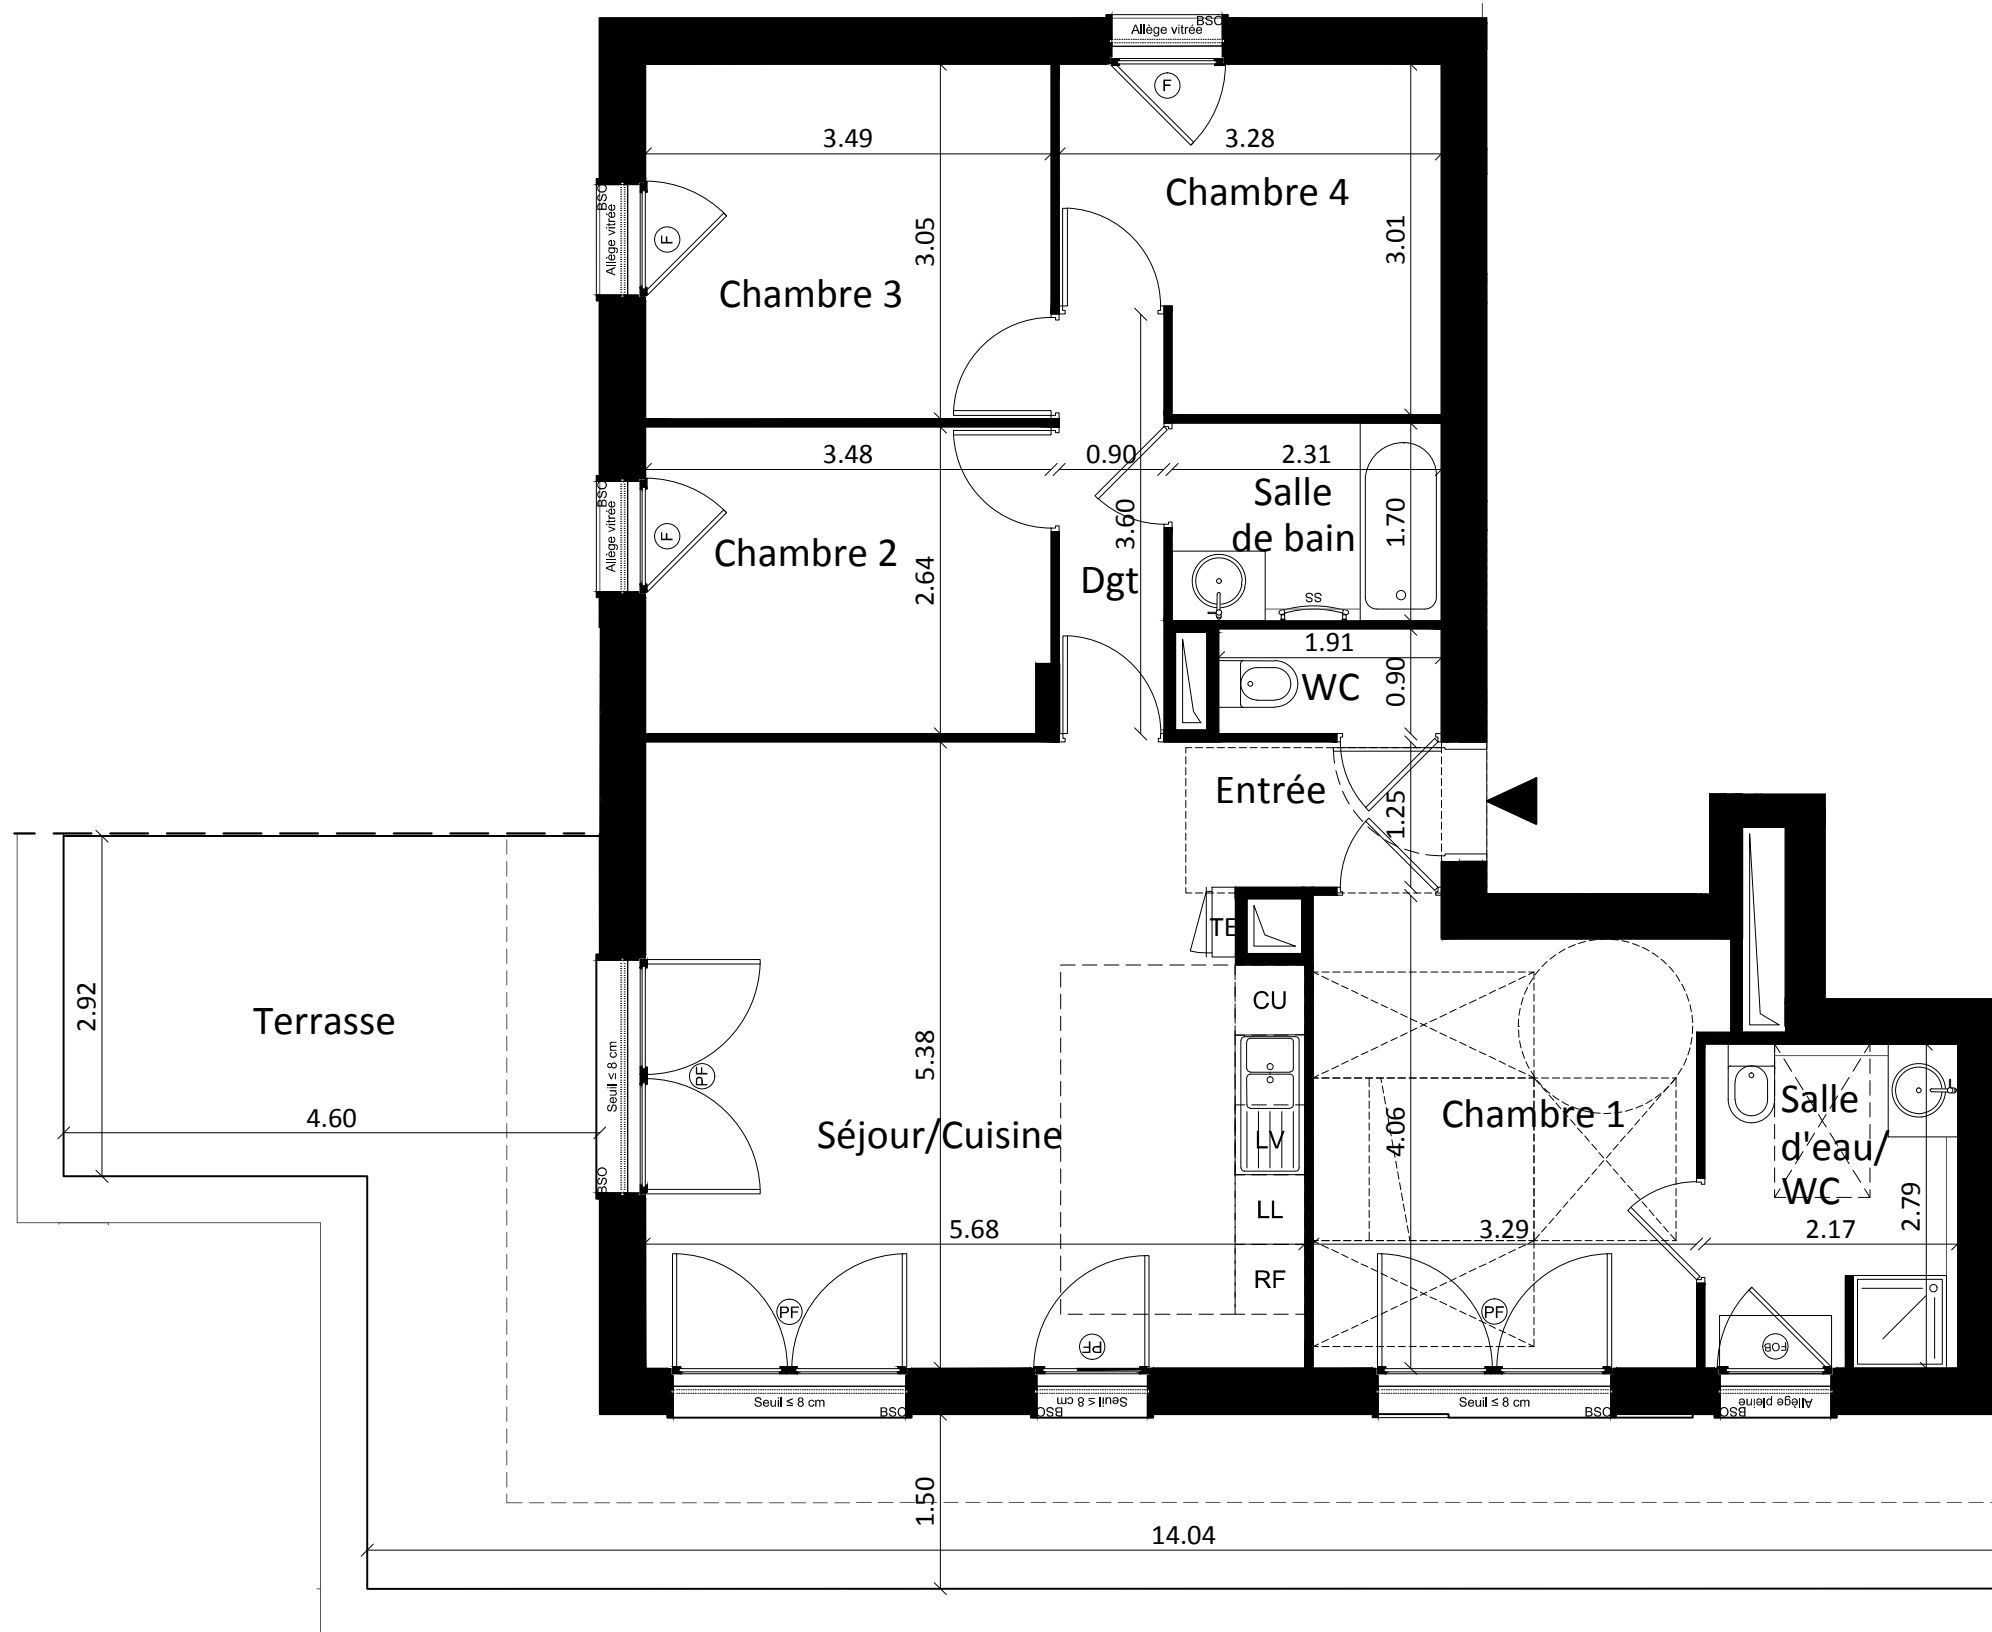 BSO
Allège vitrée
F
3.49
3.28
Chambre 4
BSO
Allège vitrée
F
3.05
3.01
Chambre 3
3.48
0.90
2.31
Salle
de bain
BSO
Allège vitrée
F
3.60
1.70
Chambre 2
2.64
Dgt
SS
1.91
WC
0.90
Entrée
1.25
TE
2.92
Terrasse
CU
Seuil ≤ 8 cm
PF
5.38
4.60
Séjour/Cuisine
LV
4.06
Chambre 1
Salle
d'eau/
WC
BSO
LL
5.68
3.29
2.17
2.79
RF
PF
PF
PF
FOB
Seuil ≤ 8 cm
BSO
BSO
Seuil ≤ 8 cm
Seuil ≤ 8 cm
BSO
BSO
Allège pleine
1.50
14.04